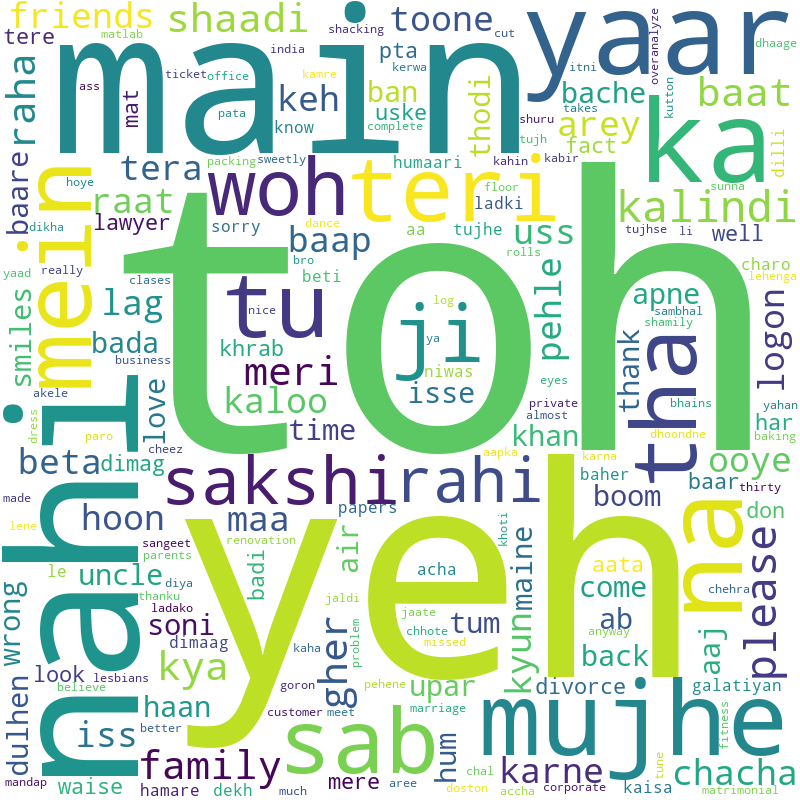 friends
shaadi
toone
cut
main
yaar
dhaage
tere
matlab
shacking
india
overanalyze
raha
ass
ticket
office
kamre
kerwa
itni
pta
keh
ban
bache
baat
mat
pata
know
uske
complete
thodi
shuru
takes
arey
kutton
ka
fact
tujh
dilli
baare
tera
packing
sweetly
humaari
kahin
kabir
mein
woh
teri
floor
sunna
hoye
raat
ladki
kalindi
dikha
lawyer
sorry
dance
baap
aa
tujhe
uss
tujhse
li
well
yaad
really
bro
toh
rolls
pehle
charo
lehenga
smiles
clases
beti
lag
tu
nice
log
ji
apne
sambhal
shamily
logon
bada
khrab
ya
thank
tha
business
meri
niwas
eyes
akele
love
kaloo
isse
private
bhains
yahan
almost
har
dress
time
khan
dhoondne
baking
paro
nahi
cheez
aapka
karna
ooye
beta
dimag
sakshi
rahi
baher
baar
thirty
made
boom
don
lene
hoon
maa
papers
khoti
na
please
sangeet
renovation
air
maine
parents
yeh
le
uncle
diya
badi
acha
aata
come
chehra
thanku
jaldi
kyun
ladako
soni
jaate
ab
wrong
dimaag
chhote
tum
anyway
aaj
kya
kaha
gher
problem
missed
back
look
lesbians
believe
goron
pehene
upar
divorce
galatiyan
dulhen
haan
customer
meet
marriage
fitness
iss
better
sab
mujhe
hum
tune
mandap
family
chal
karne
kaisa
chacha
waise
hamare
dekh
much
mere
aree
doston
accha
corporate
matrimonial